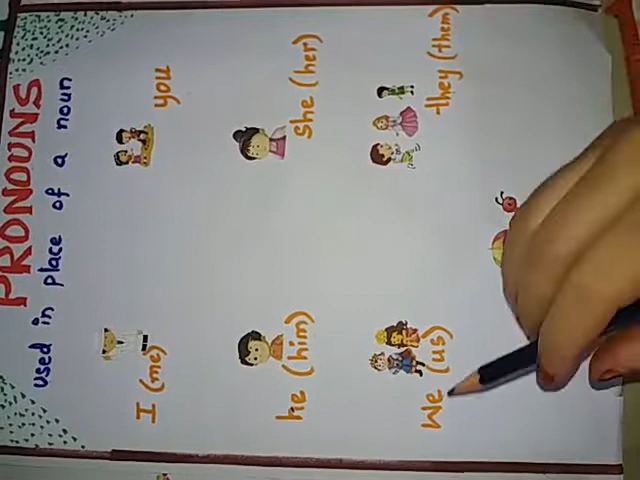 PRONOUNS
used in place of a noun
I (me)
you
he (him)
she (her)
We (us)
they (them)